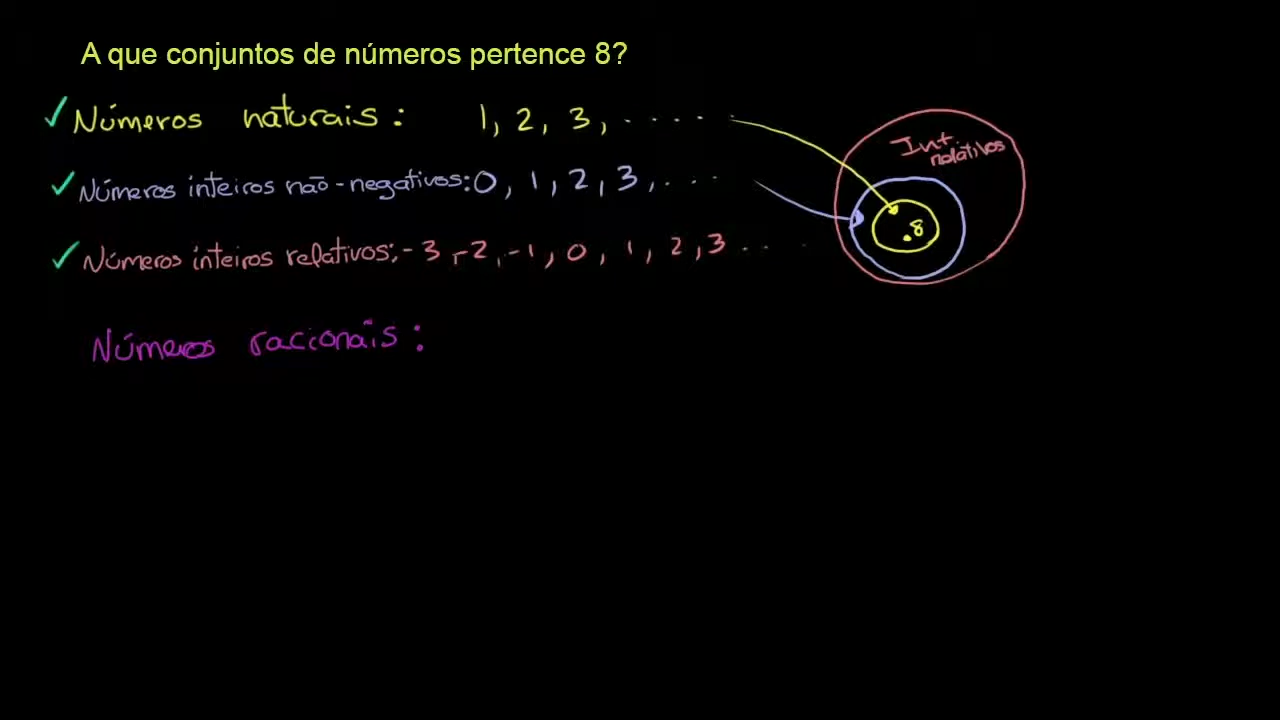 A que conjuntos de números pertence 8?
✓ Números naturais: 1, 2, 3, ......
✓ Números inteiros não-negativos: 0, 1, 2, 3, ....
✓ Números inteiros relativos: -3, -2, -1, 0, 1, 2, 3 ....
Int.
relativos
.8
Números racionais: